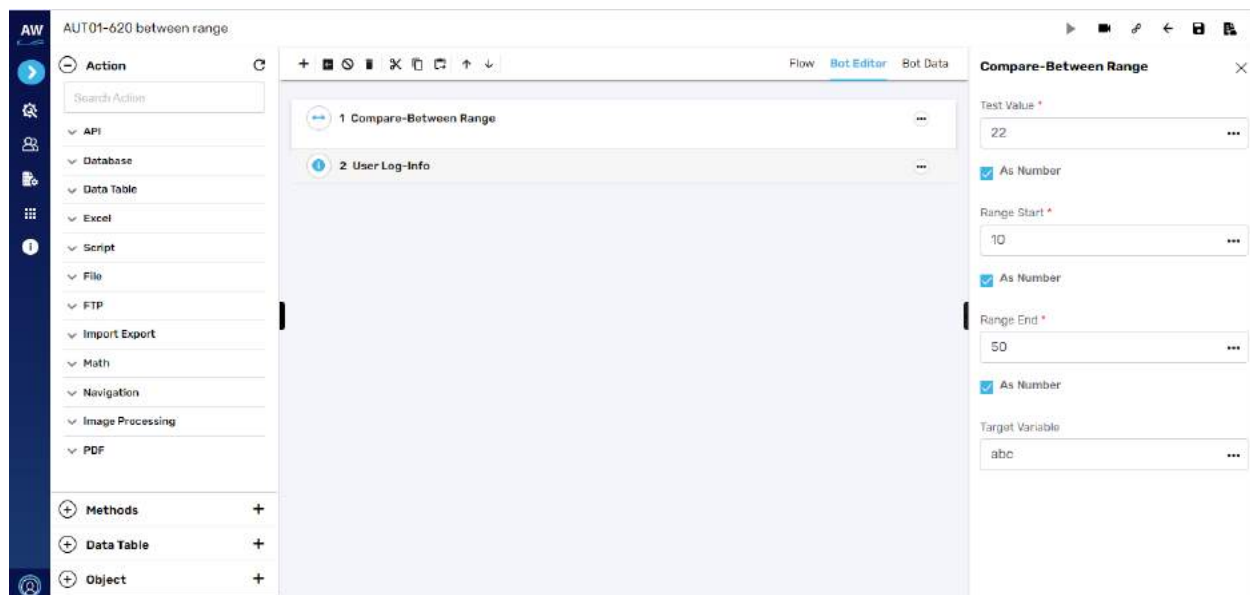 AW
AUT01-620 between range
Action
Search Action
API
Database
Data Table
Excel
Script
File
FTP
Import Export
Math
Navigation
Image Processing
PDF
Methods
Data Table
Object
Flow Bot Editor Bot Data
1 Compare-Between Range
2 User Log-Info
Compare-Between Range
Test Value *
22
As Number
Range Start *
10
As Number
Range End *
50
As Number
Target Variable
abc